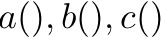 a(), b(), c()